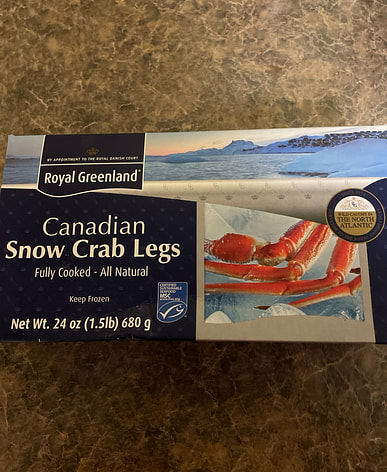 BY APPOINTMENT TO THE ROYAL DANISH COURT
Royal Greenland
Canadian
Snow Crab Legs
Fully Cooked - All Natural
Keep Frozen
Net Wt. 24 oz (1.5lb) 680 g
CERTIFIED
SUSTAINABLE
SEAFOOD
MSC
WILD CAUGHT IN
THE NORTH
ATLANTIC